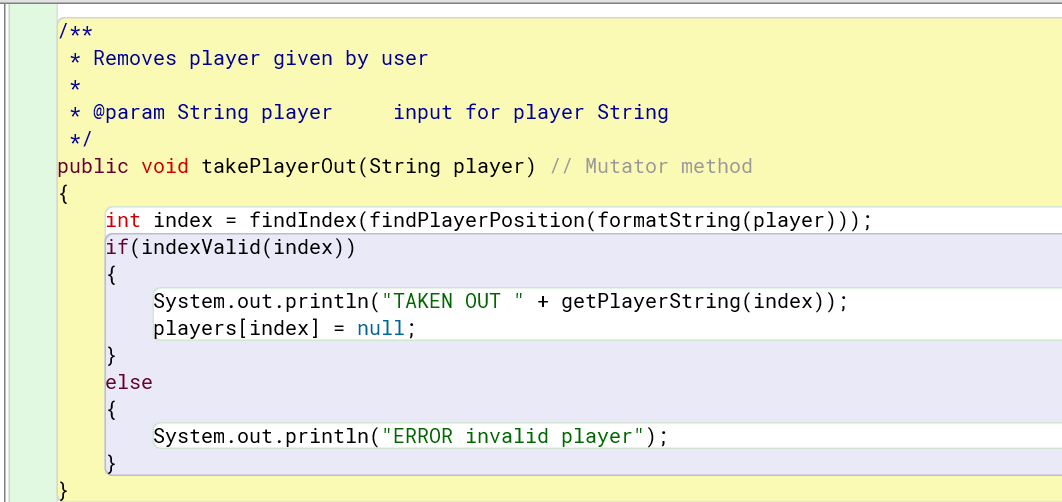 /**
 * Removes player given by user
 *
 * @param String player     input for player String
 */
public void takePlayerOut(String player) // Mutator method
{
    int index = findIndex(findPlayerPosition(formatString(player)));
    if(indexValid(index))
    {
        System.out.println("TAKEN OUT " + getPlayerString(index));
        players[index] = null;
    }
    else
    {
        System.out.println("ERROR invalid player");
    }
}